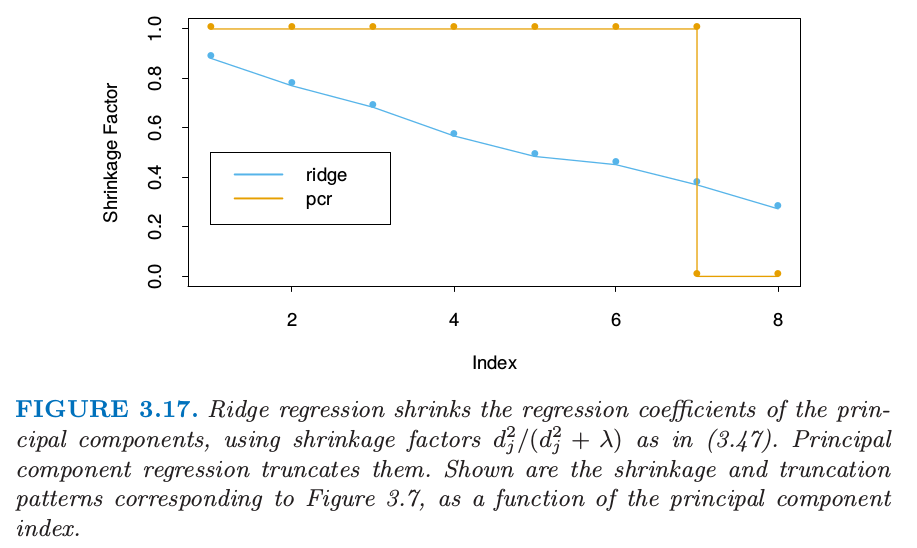 1.0
0.8
0.6
0.4
0.2
0.0
Shrinkage Factor
ridge
pcr
2 4 6 8
Index
FIGURE 3.17. Ridge regression shrinks the regression coefficients of the prin-
cipal components, using shrinkage factors d_j^2/(d_j^2 + λ) as in (3.47). Principal
component regression truncates them. Shown are the shrinkage and truncation
patterns corresponding to Figure 3.7, as a function of the principal component
index.